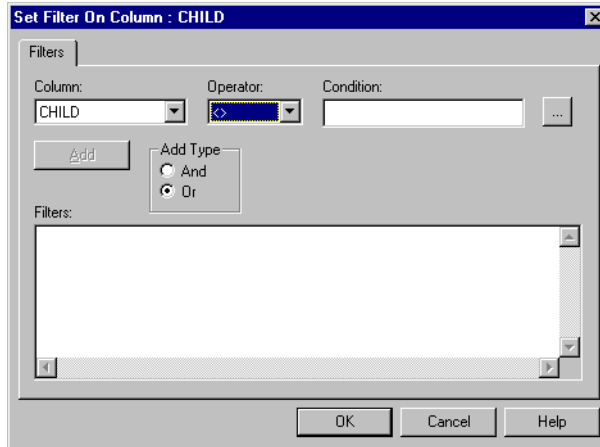 Set Filter On Column : CHILD
Filters
Column: Operator: Condition:
CHILD <> ...
Add Add Type
And
Or
Filters:
OK Cancel Help